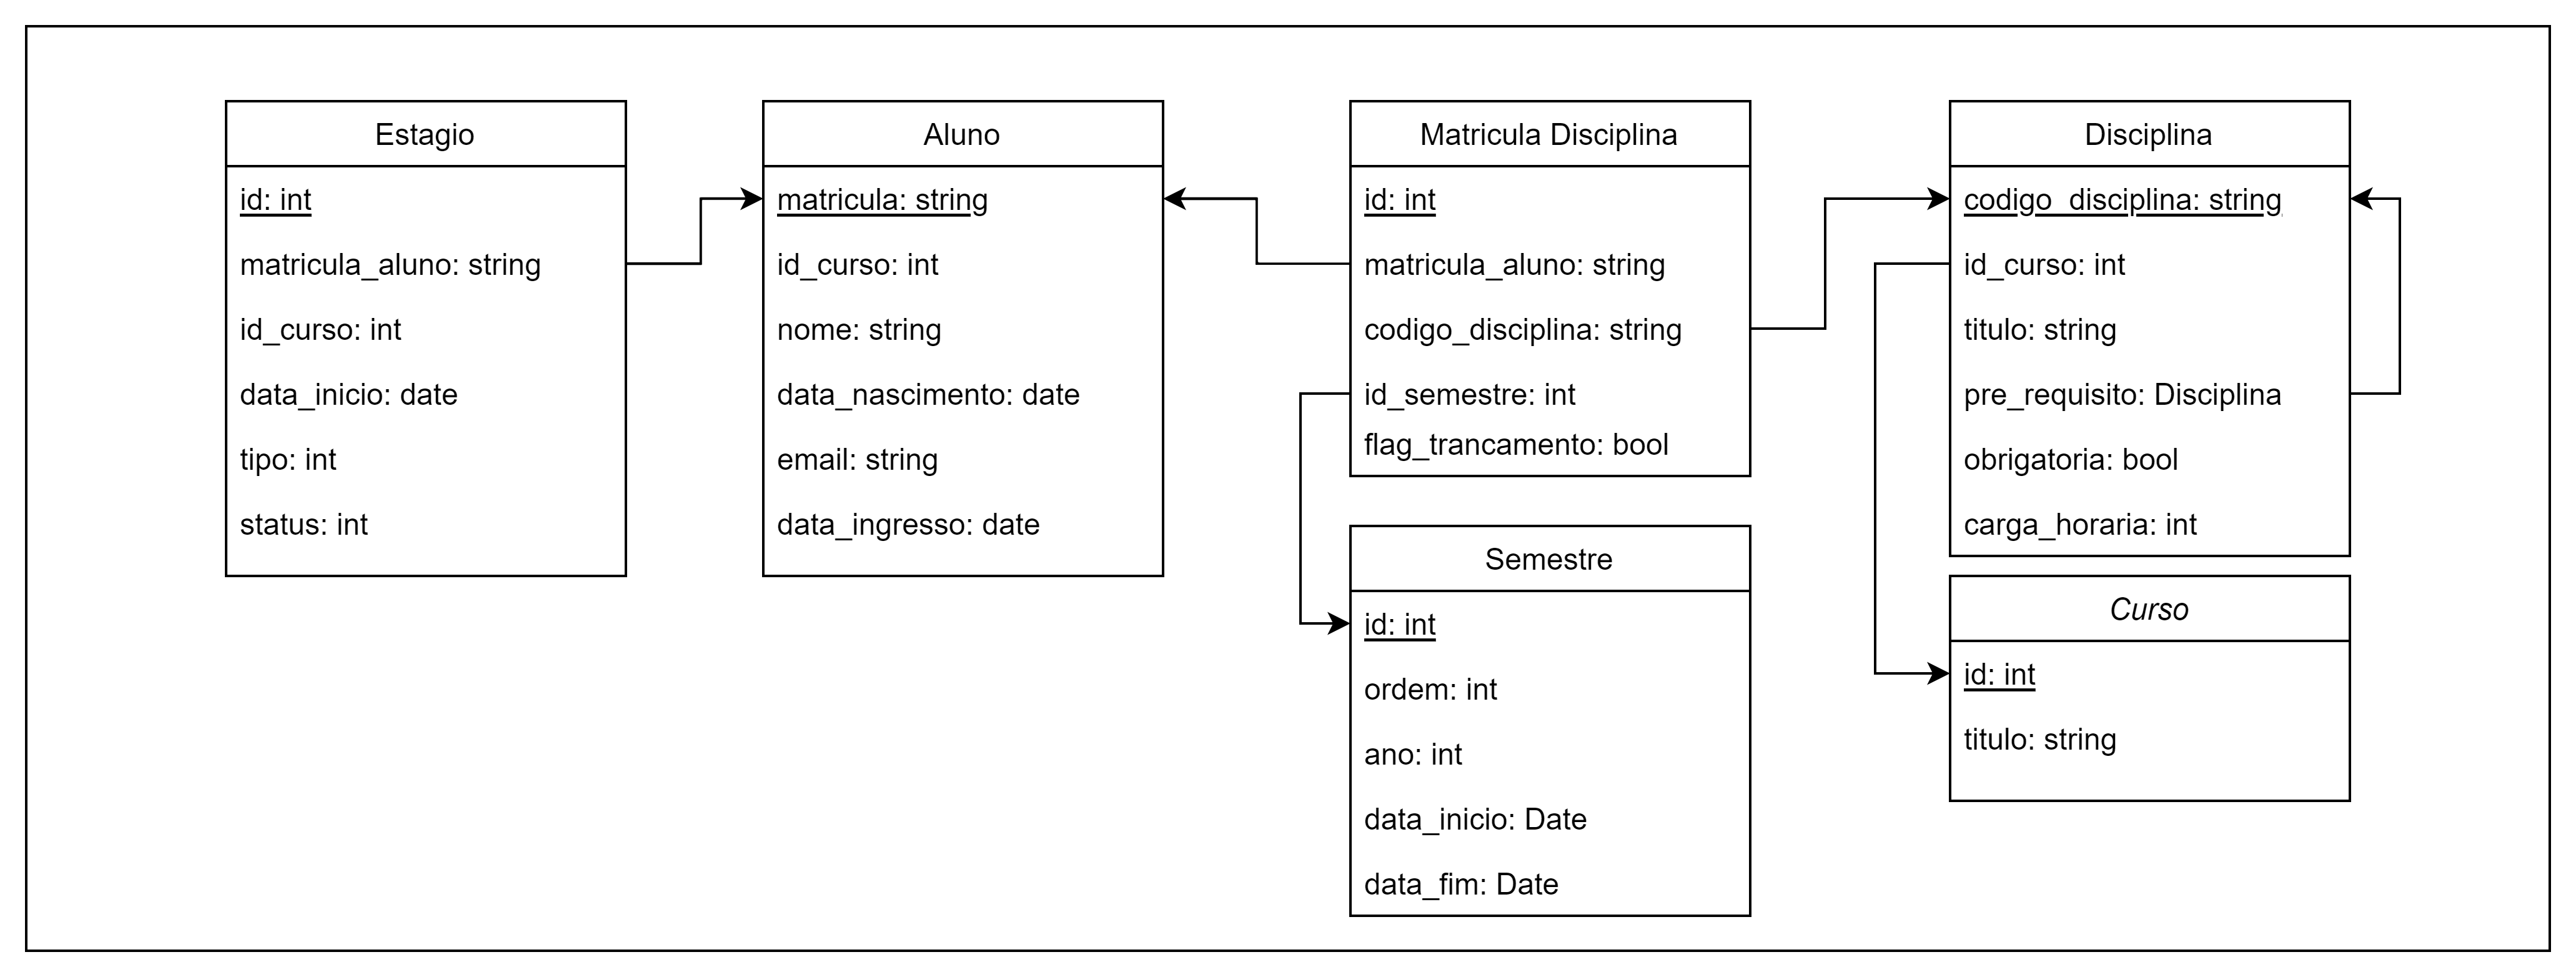 Estagio
id: int
matricula_aluno: string
id_curso: int
data_inicio: date
tipo: int
status: int
Aluno
matricula: string
id_curso: int
nome: string
data_nascimento: date
email: string
data_ingresso: date
Matricula Disciplina
id: int
matricula_aluno: string
codigo_disciplina: string
id_semestre: int
flag_trancamento: bool
Semestre
id: int
ordem: int
ano: int
data_inicio: Date
data_fim: Date
Disciplina
codigo_disciplina: string
id_curso: int
titulo: string
pre_requisito: Disciplina
obrigatoria: bool
carga_horaria: int
Curso
id: int
titulo: string